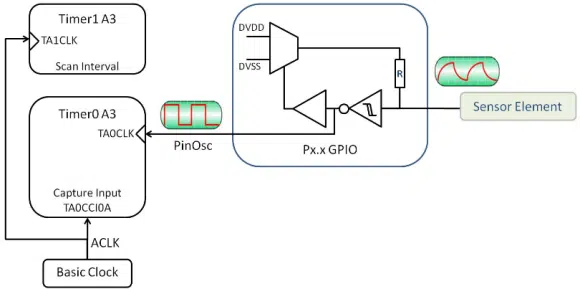 Timer1 A3
TA1CLK
Scan Interval
DVDD
DVSS
R
Sensor Element
Timer0 A3
TA0CLK
PinOsc
Px.x GPIO
Capture Input
TA0CCI0A
ACLK
Basic Clock